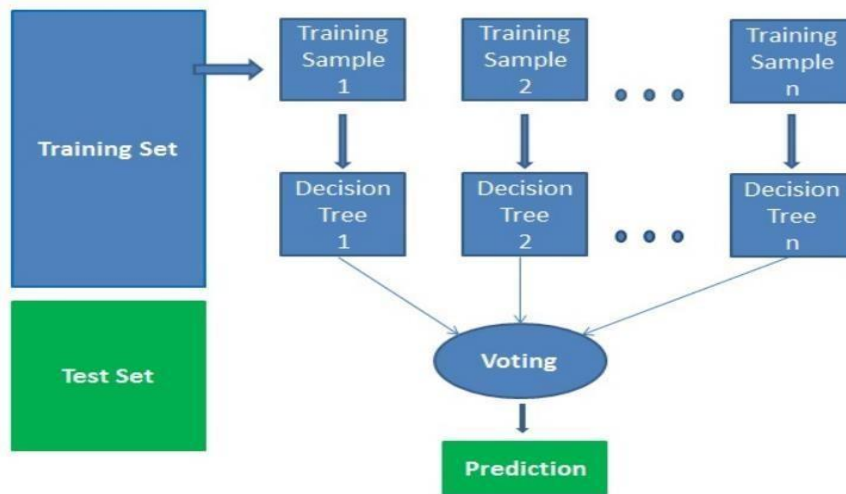 Training Set
Training
Sample
1
Training
Sample
2
Training
Sample
n
Decision
Tree
1
Decision
Tree
2
Decision
Tree
n
Voting
Test Set
Prediction